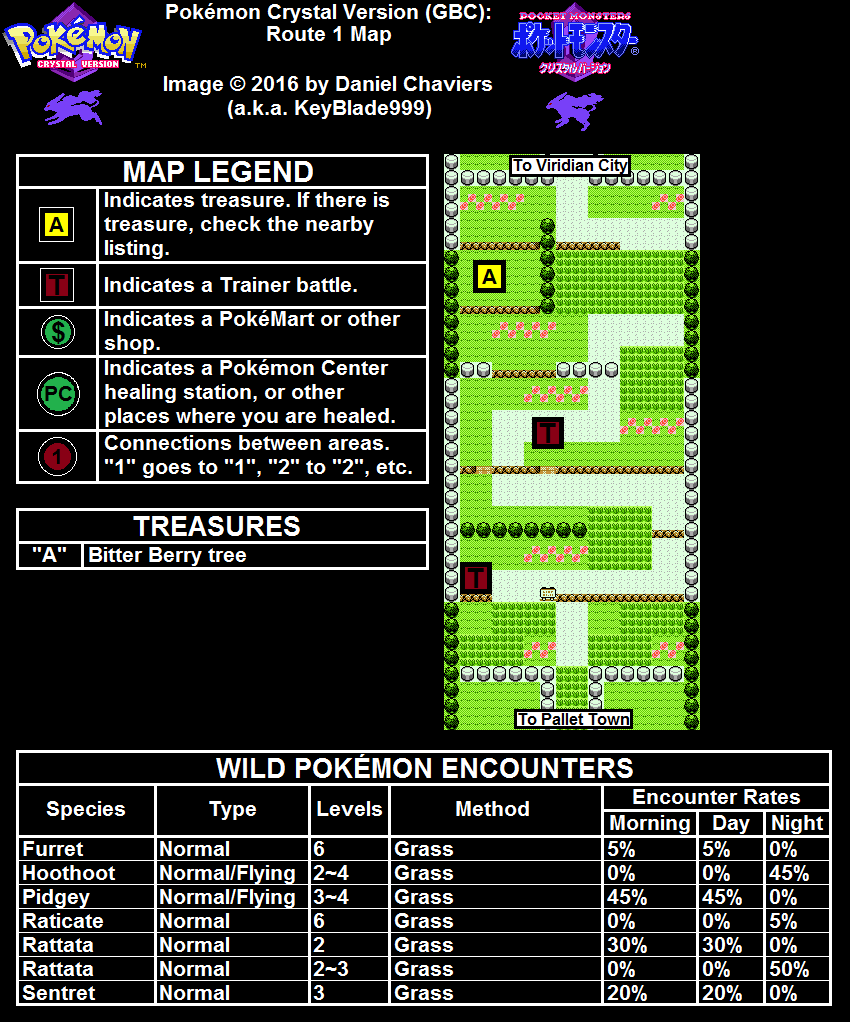 Pokémon
CRYSTAL VERSION
TM
Pokémon Crystal Version (GBC):
Route 1 Map
Image © 2016 by Daniel Chaviers
(a.k.a. KeyBlade999)
POCKET MONSTERS
ポケットモンスター
®
クリスタルバージョン
MAP LEGEND
A
Indicates treasure. If there is
treasure, check the nearby
listing.
T
Indicates a Trainer battle.
$
Indicates a PokéMart or other
shop.
PC
Indicates a Pokémon Center
healing station, or other
places where you are healed.
1
Connections between areas.
"1" goes to "1", "2" to "2", etc.
TREASURES
"A" Bitter Berry tree
To Viridian City
A
T
T
To Pallet Town
WILD POKÉMON ENCOUNTERS
Species Type Levels Method Encounter Rates
Morning Day Night
Furret Normal 6 Grass 5% 5% 0%
Hoothoot Normal/Flying 2~4 Grass 0% 0% 45%
Pidgey Normal/Flying 3~4 Grass 45% 45% 0%
Raticate Normal 6 Grass 0% 0% 5%
Rattata Normal 2 Grass 30% 30% 0%
Rattata Normal 2~3 Grass 0% 0% 50%
Sentret Normal 3 Grass 20% 20% 0%